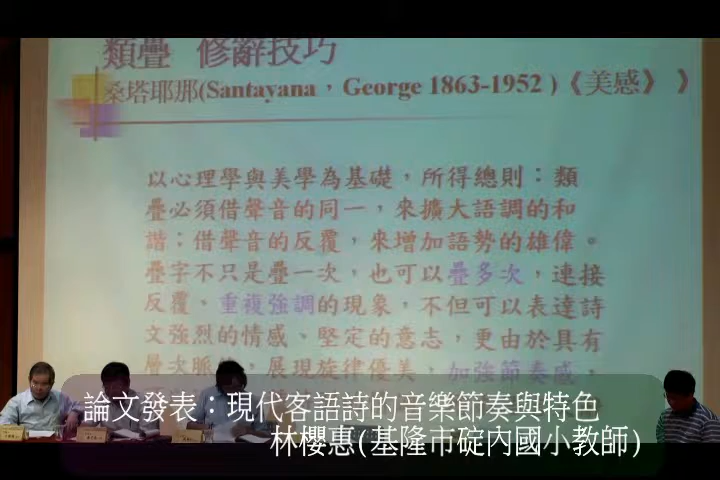 類疊 修辭技巧
桑塔耶那(Santayana，George 1863-1952 )《美感》 》
以心理學與美學為基礎，所得總則：類
疊必須借聲音的同一，來擴大語調的和
諧；借聲音的反覆，來增加語勢的雄偉。
疊字不只是疊一次，也可以疊多次，連接
反覆。重複強調的現象，不但可以表達詩
文強烈的情感、堅定的意志，更由於具有
層次脈，展現旋律優美，加強節奏感，
論文發表：現代客語詩的音樂節奏與特色
林櫻惠(基隆市碇內國小教師)